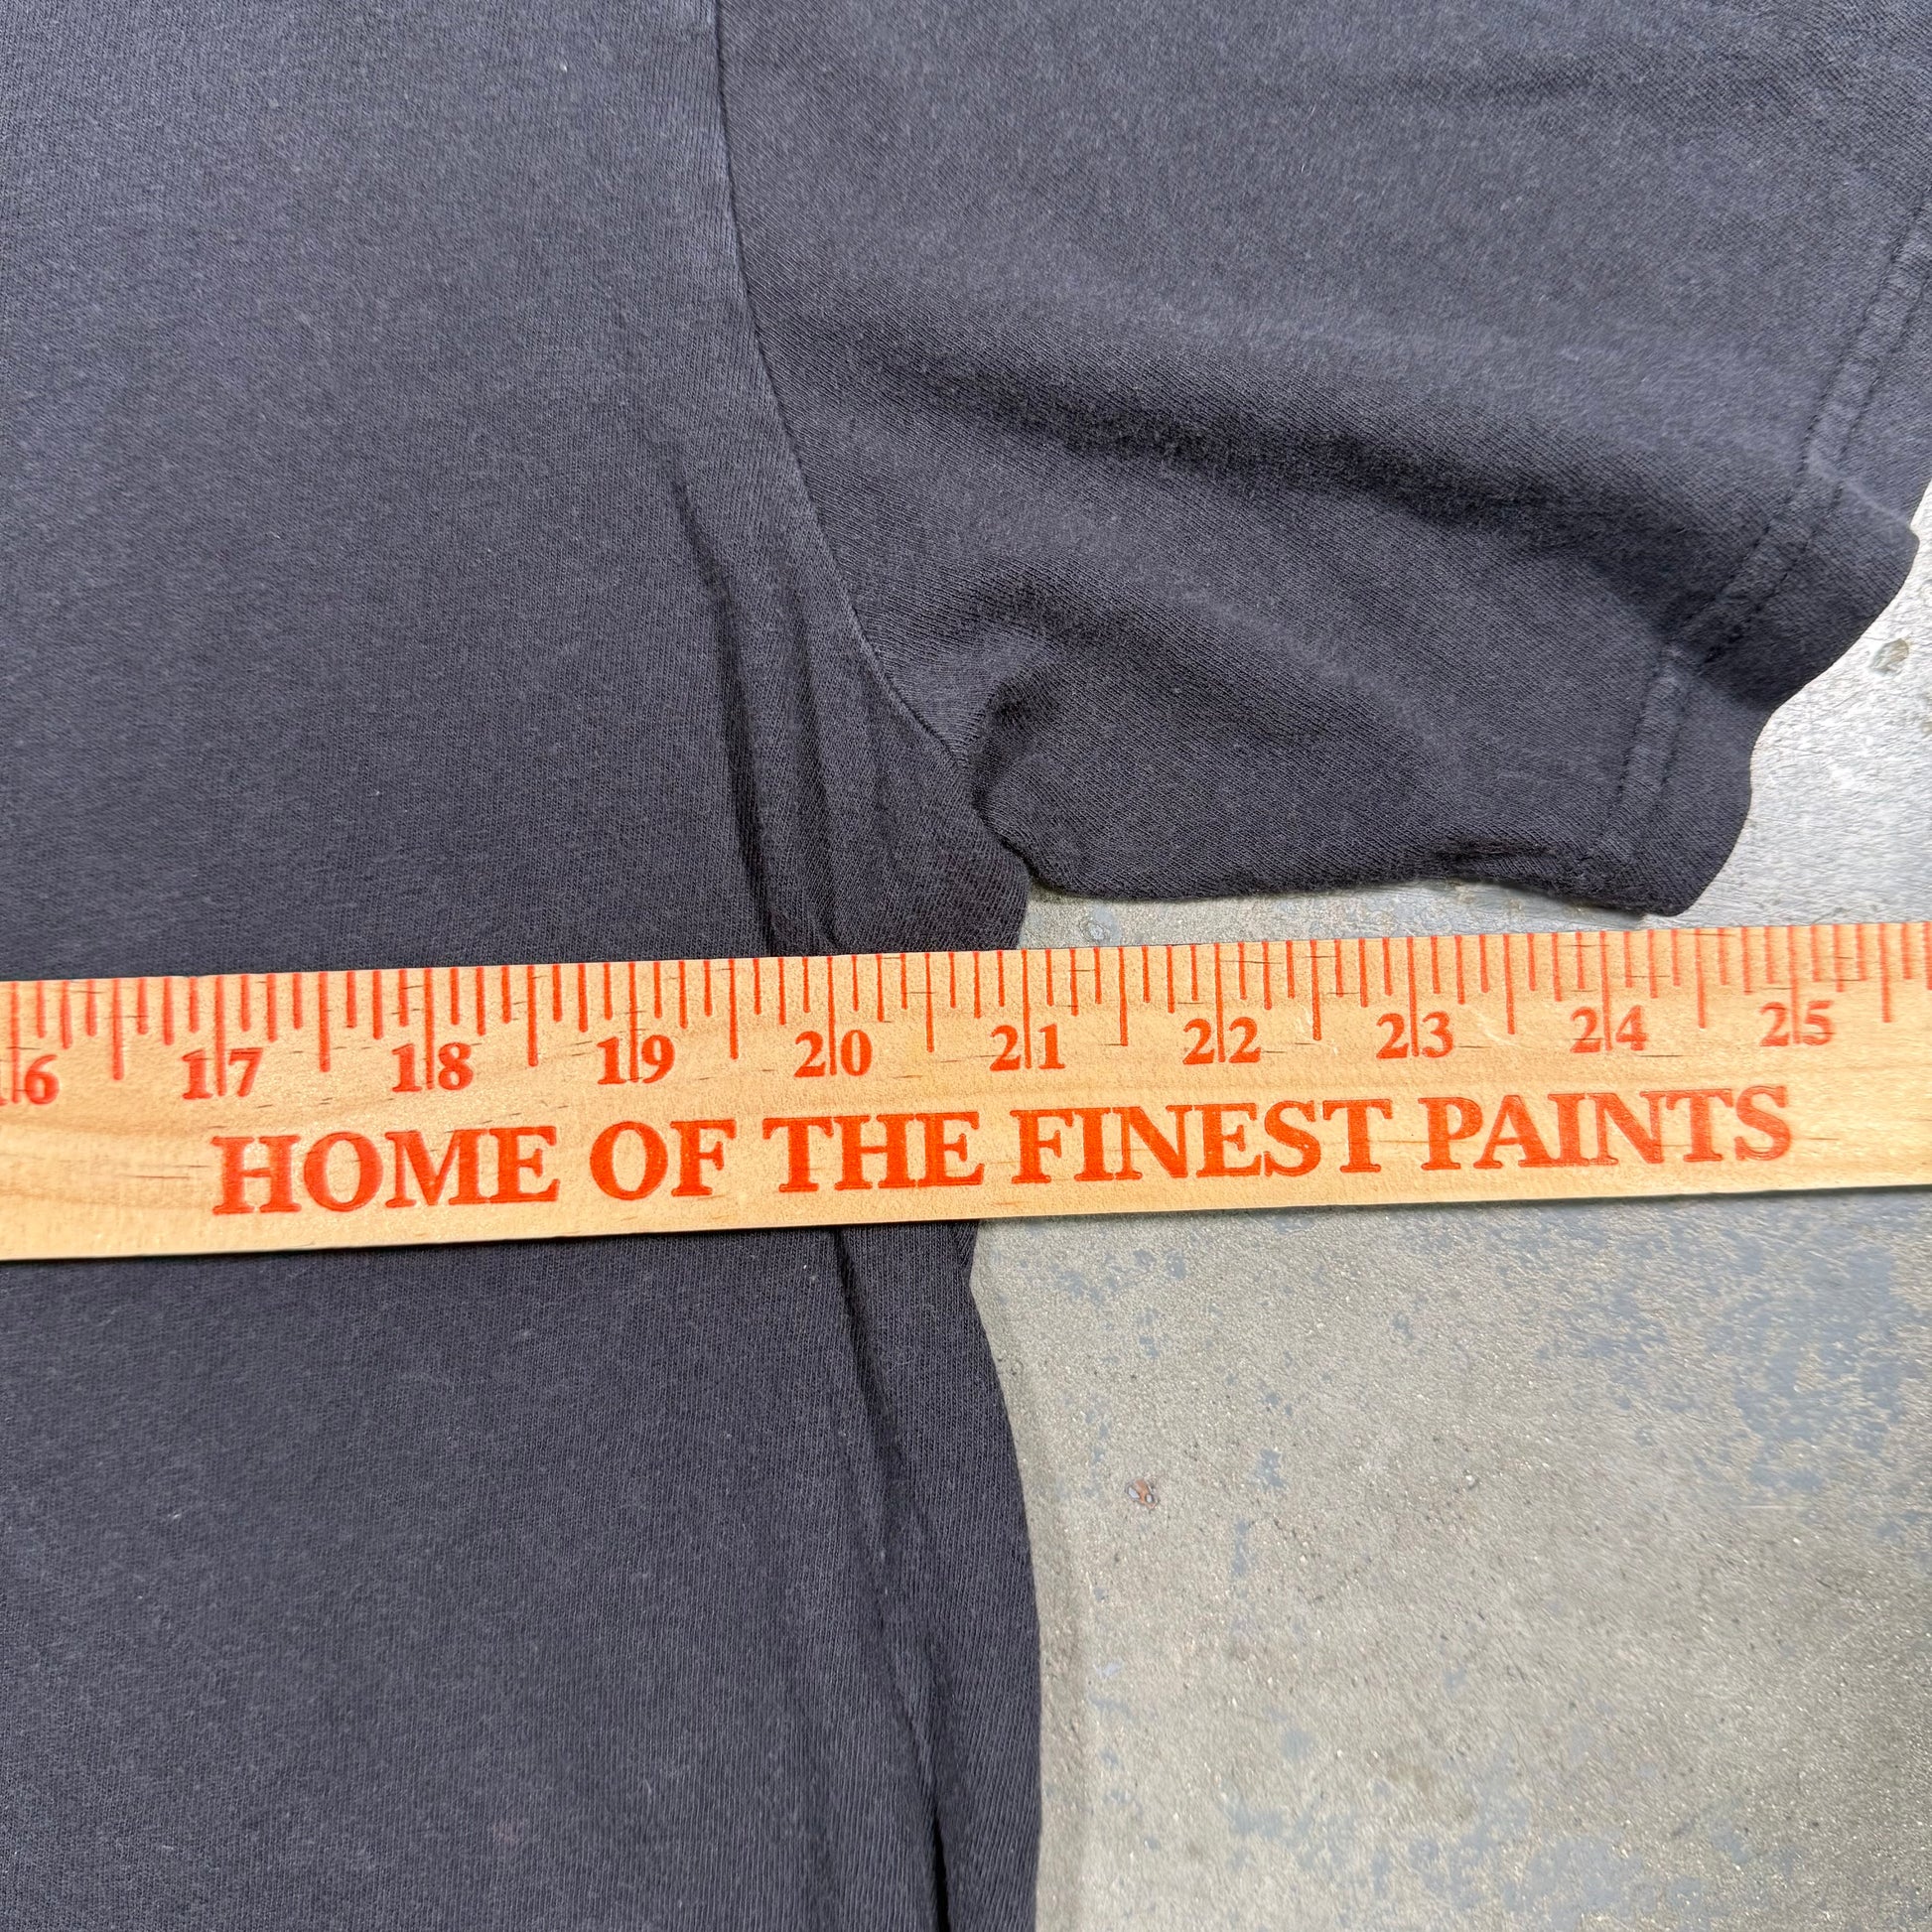 16 17 18 19 20 21 22 23 24 25
HOME OF THE FINEST PAINTS